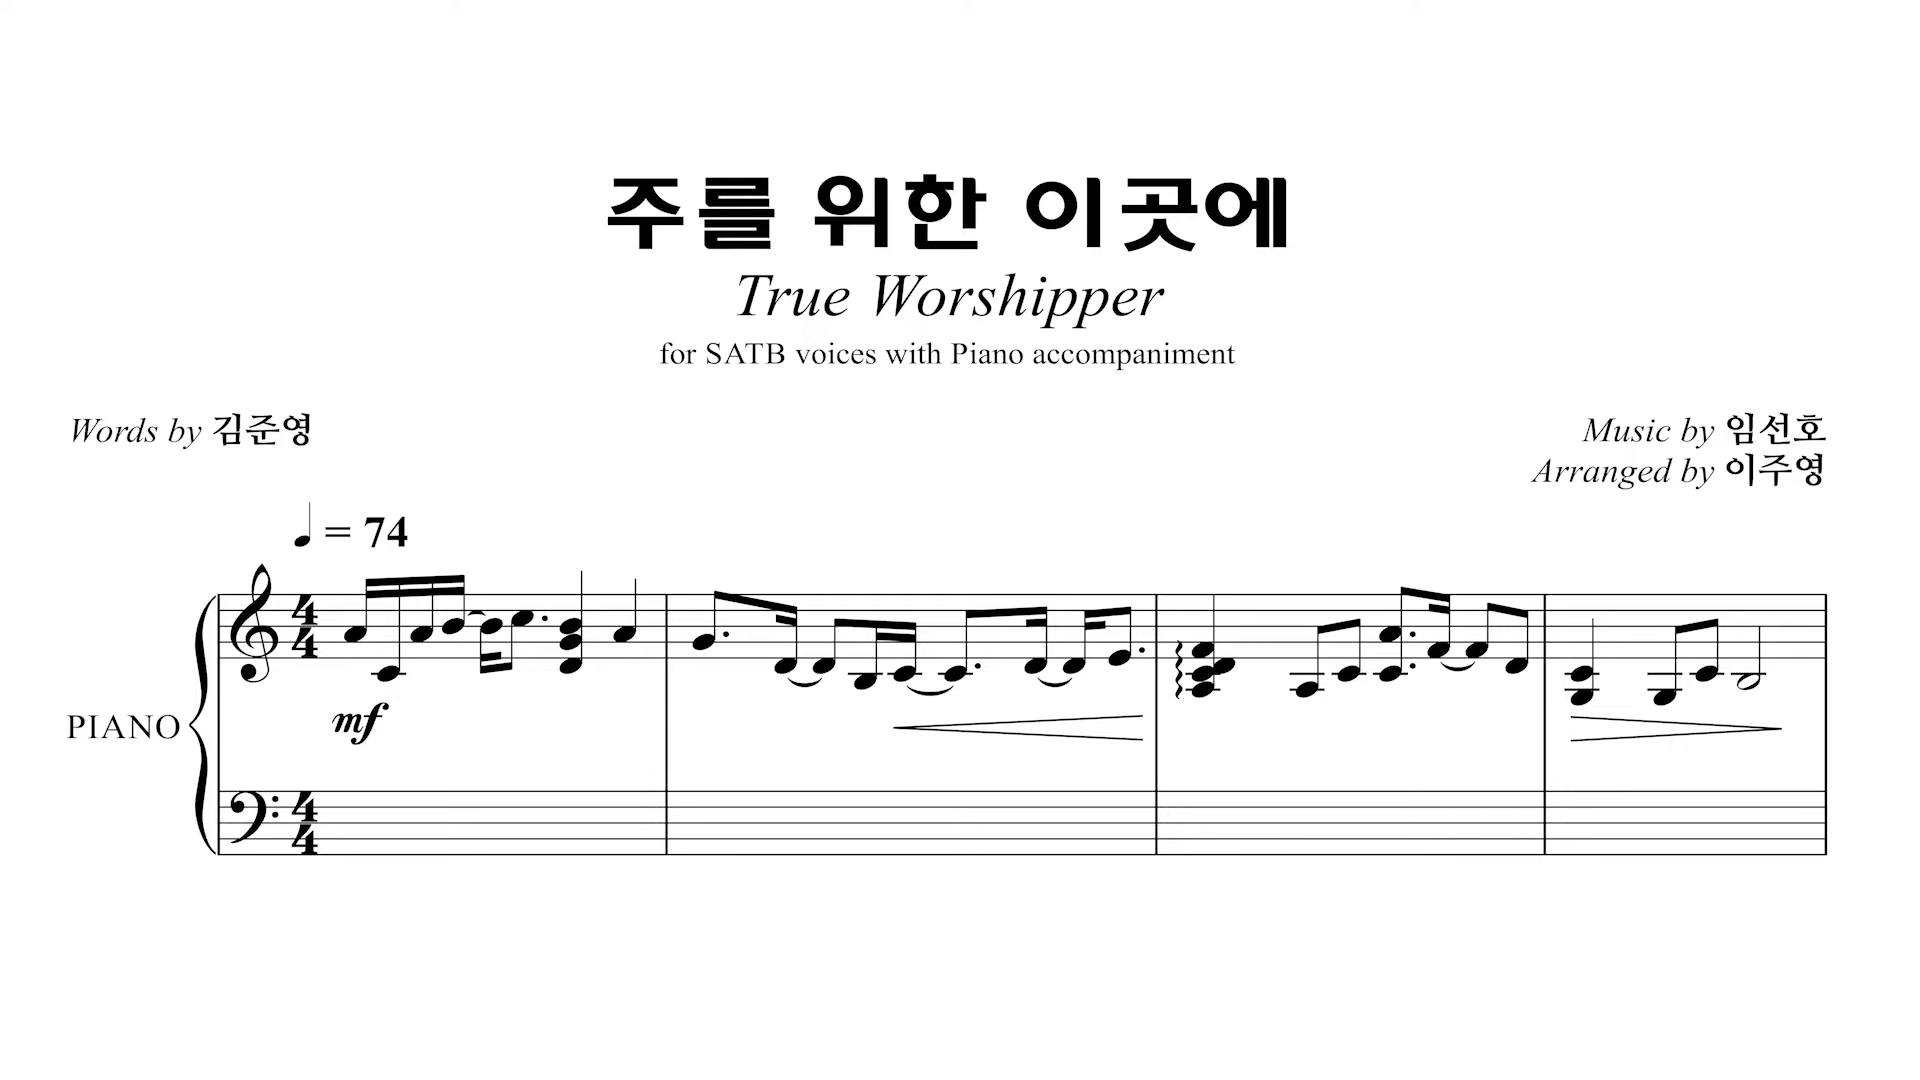 주를 위한 이곳에
True Worshipper
for SATB voices with Piano accompaniment
Words by 김준영
Music by 임선호
Arranged by 이주영
= 74
mf
PIANO